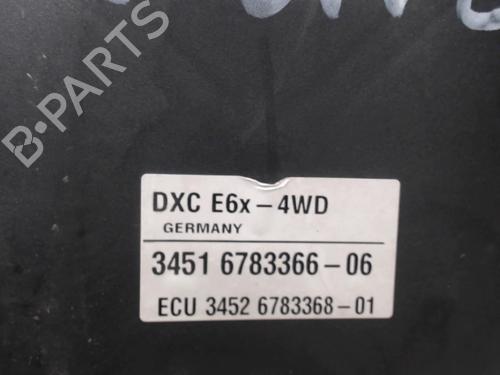 B-PARTS
DXC E6x-4WD
GERMANY
3451 6783366-06
ECU 3452 6783368-01